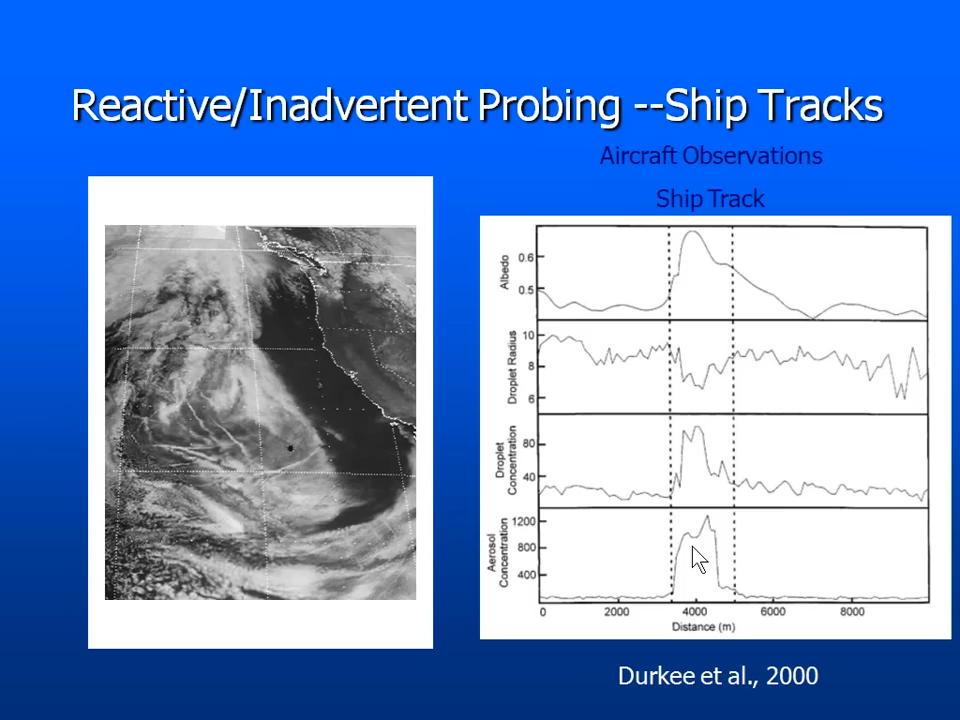 Reactive/Inadvertent Probing --Ship Tracks
Aircraft Observations
Ship Track
Albedo
0.6
0.5
Droplet Radius
10
8
6
Droplet
Concentration
80
40
Aerosol
Concentration
1200
800
400
0
2000
4000
6000
8000
Distance (m)
Durkee et al., 2000